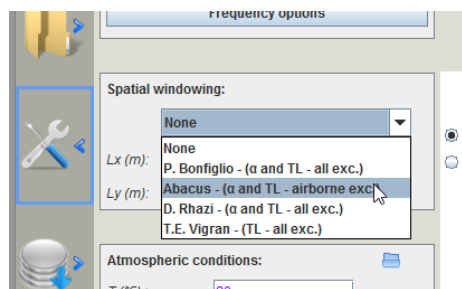 Frequency options
Spatial windowing:
None
None
Lx (m):
P. Bonfiglio - (α and TL - all exc.)
Abacus - (α and TL - airborne exc.)
Ly (m):
D. Rhazi - (α and TL - all exc.)
T.E. Vigran - (TL - all exc.)
Atmospheric conditions: